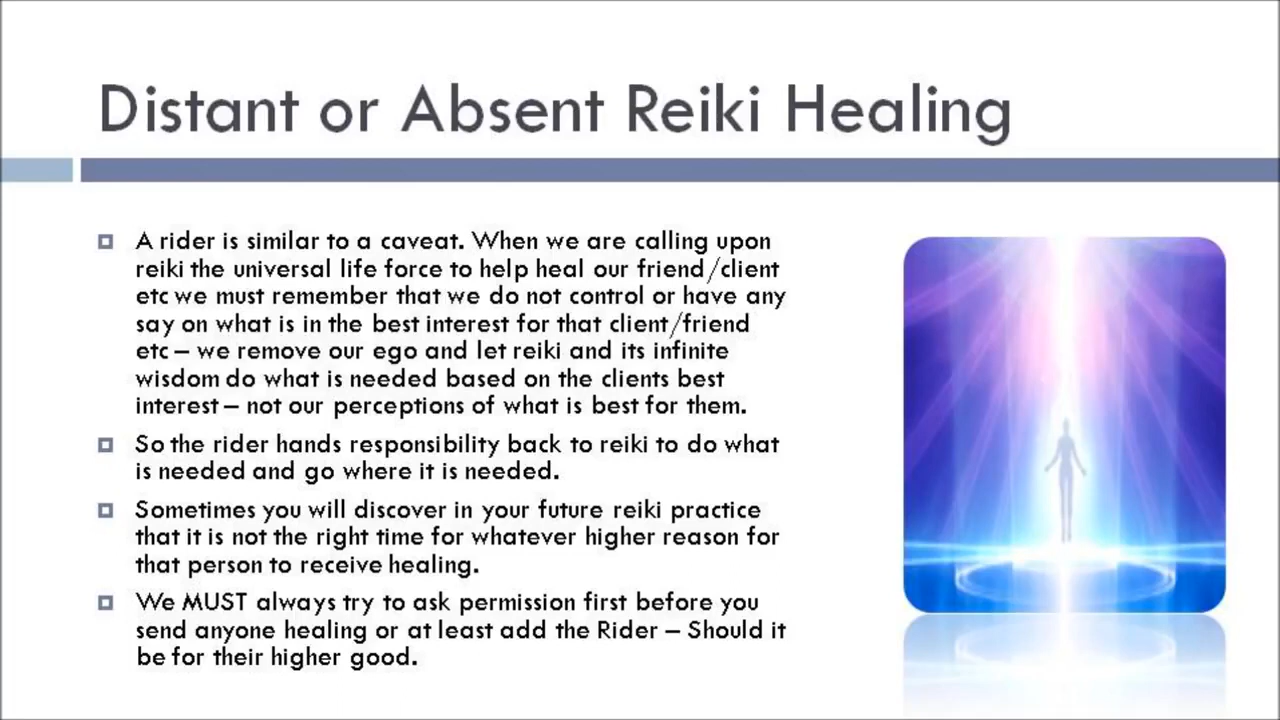 Distant or Absent Reiki Healing
A rider is similar to a caveat. When we are calling upon
reiki the universal life force to help heal our friend/client
etc we must remember that we do not control or have any
say on what is in the best interest for that client/friend
etc – we remove our ego and let reiki and its infinite
wisdom do what is needed based on the clients best
interest – not our perceptions of what is best for them.
So the rider hands responsibility back to reiki to do what
is needed and go where it is needed.
Sometimes you will discover in your future reiki practice
that it is not the right time for whatever higher reason for
that person to receive healing.
We MUST always try to ask permission first before you
send anyone healing or at least add the Rider – Should it
be for their higher good.